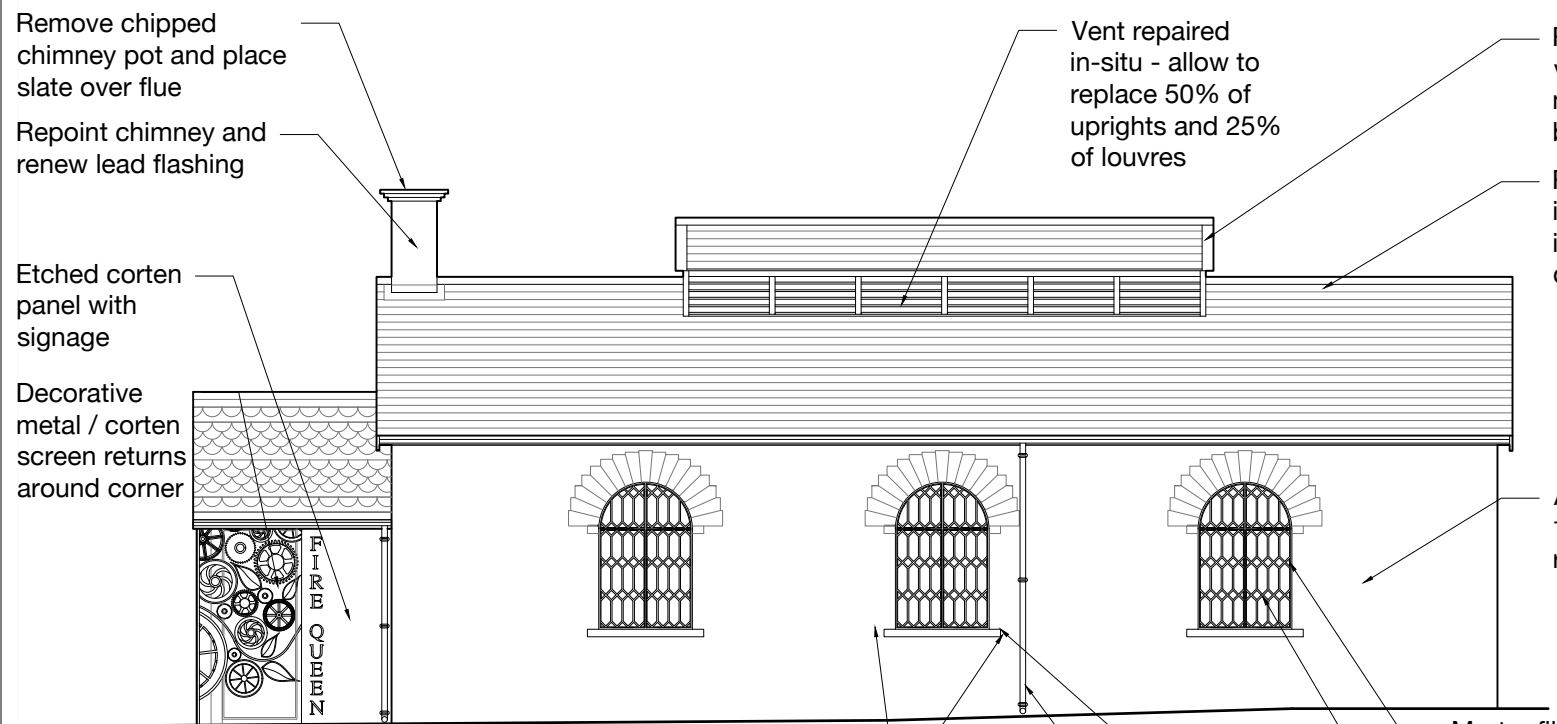 Remove chipped
chimney pot and place
slate over flue
Repoint chimney and
renew lead flashing
Etched corten
panel with
signage
Decorative
metal / corten
screen returns
around corner
Vent repaired
in-situ - allow to
replace 50% of
uprights and 25%
of louvres
FIRE QUEEN